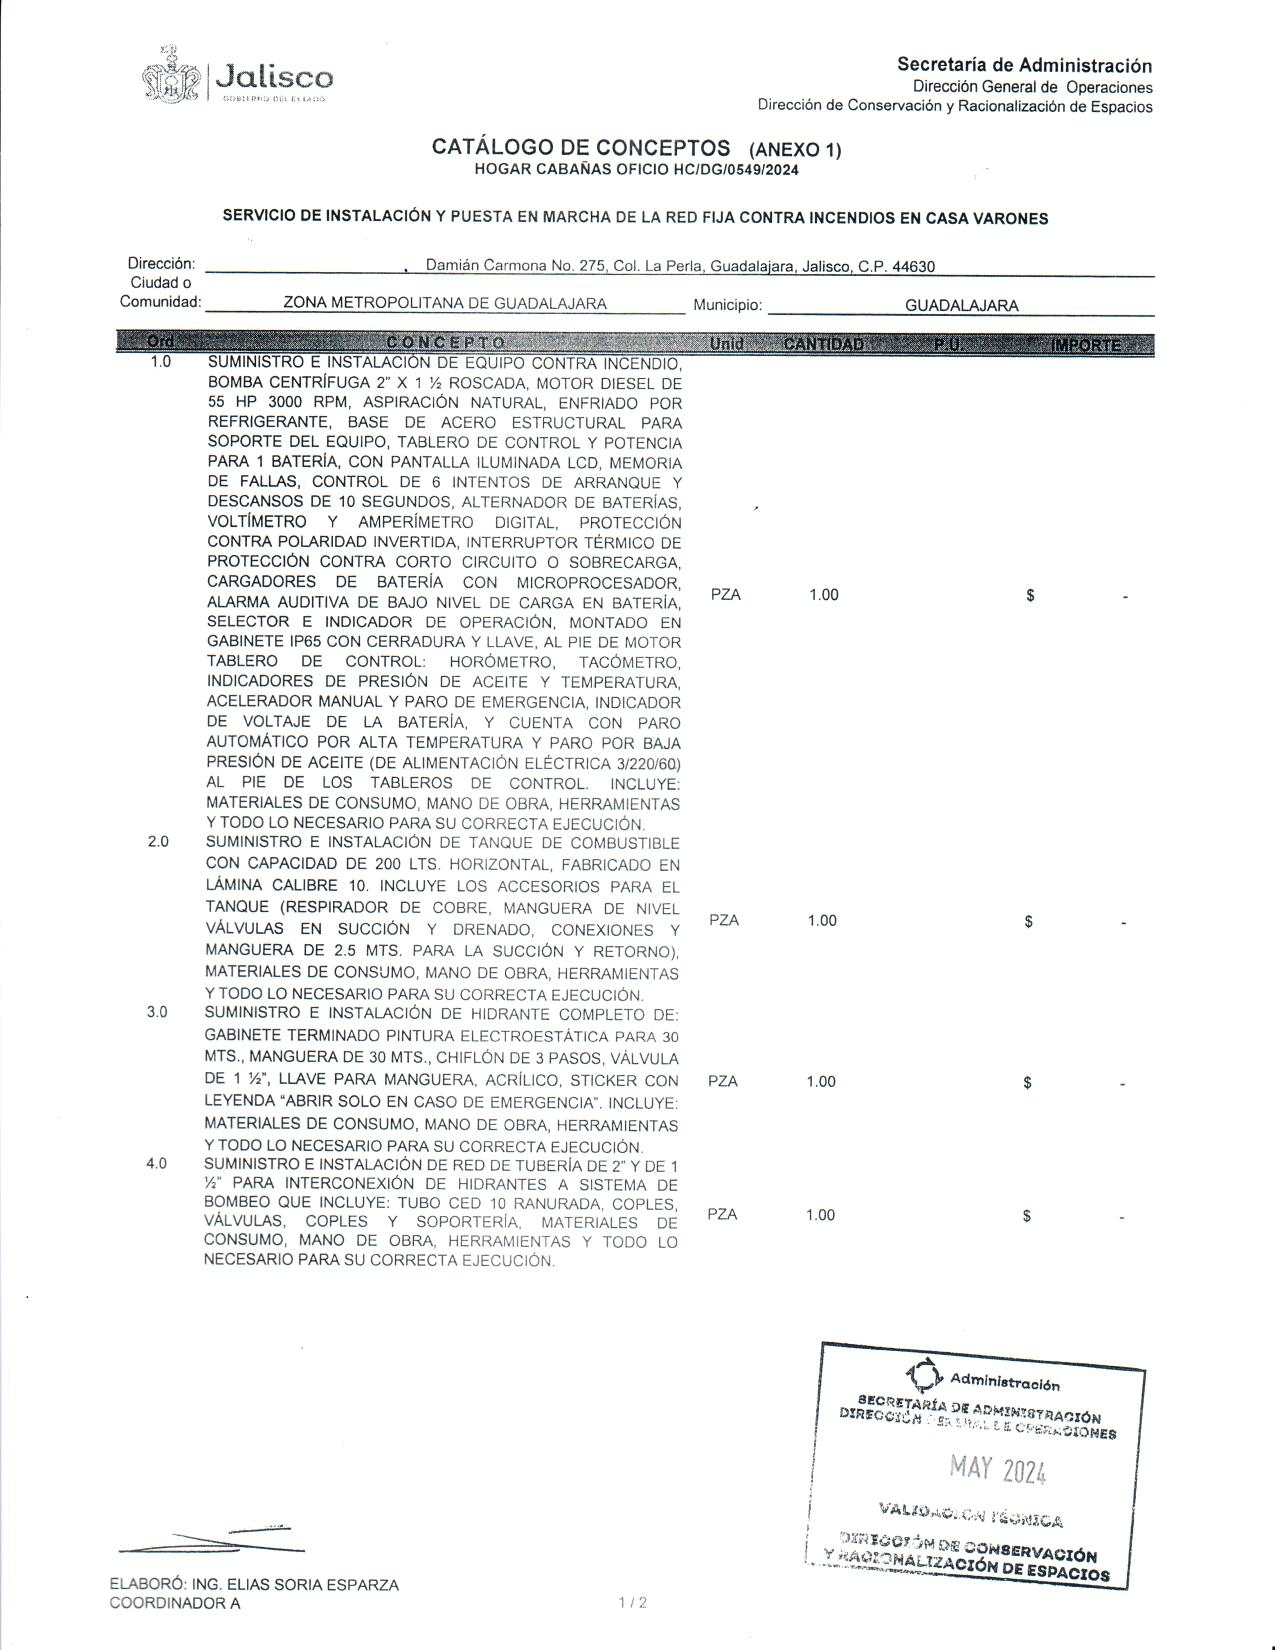 Jalisco
GOBIERNO DEL ESTADO
Secretaría de Administración
Dirección General de Operaciones
Dirección de Conservación y Racionalización de Espacios
CATÁLOGO DE CONCEPTOS (ANEXO 1)
HOGAR CABAÑAS OFICIO HC/DG/0549/2024
SERVICIO DE INSTALACIÓN Y PUESTA EN MARCHA DE LA RED FIJA CONTRA INCENDIOS EN CASA VARONES
Dirección: Damián Carmona No. 275, Col. La Perla, Guadalajara, Jalisco, C.P. 44630
Ciudad o
Comunidad: ZONA METROPOLITANA DE GUADALAJARA Municipio: GUADALAJARA
Ord CONCEPTO Unid CANTIDAD P.U. IMPORTE
1.0 SUMINISTRO E INSTALACIÓN DE EQUIPO CONTRA INCENDIO,
BOMBA CENTRÍFUGA 2” X 1 ½ ROSCADA, MOTOR DIESEL DE
55 HP 3000 RPM, ASPIRACIÓN NATURAL, ENFRIADO POR
REFRIGERANTE, BASE DE ACERO ESTRUCTURAL PARA
SOPORTE DEL EQUIPO, TABLERO DE CONTROL Y POTENCIA
PARA 1 BATERÍA, CON PANTALLA ILUMINADA LCD, MEMORIA
DE FALLAS, CONTROL DE 6 INTENTOS DE ARRANQUE Y
DESCANSOS DE 10 SEGUNDOS, ALTERNADOR DE BATERÍAS,
VOLTÍMETRO Y AMPERÍMETRO DIGITAL, PROTECCIÓN
CONTRA POLARIDAD INVERTIDA, INTERRUPTOR TÉRMICO DE
PROTECCIÓN CONTRA CORTO CIRCUITO O SOBRECARGA,
CARGADORES DE BATERÍA CON MICROPROCESADOR,
ALARMA AUDITIVA DE BAJO NIVEL DE CARGA EN BATERÍA, PZA 1.00 $ -
SELECTOR E INDICADOR DE OPERACIÓN, MONTADO EN
GABINETE IP65 CON CERRADURA Y LLAVE, AL PIE DE MOTOR
TABLERO DE CONTROL: HORÓMETRO, TACÓMETRO,
INDICADORES DE PRESIÓN DE ACEITE Y TEMPERATURA,
ACELERADOR MANUAL Y PARO DE EMERGENCIA, INDICADOR
DE VOLTAJE DE LA BATERÍA, Y CUENTA CON PARO
AUTOMÁTICO POR ALTA TEMPERATURA Y PARO POR BAJA
PRESIÓN DE ACEITE (DE ALIMENTACIÓN ELÉCTRICA 3/220/60)
AL PIE DE LOS TABLEROS DE CONTROL. INCLUYE:
MATERIALES DE CONSUMO, MANO DE OBRA, HERRAMIENTAS
Y TODO LO NECESARIO PARA SU CORRECTA EJECUCIÓN.
2.0 SUMINISTRO E INSTALACIÓN DE TANQUE DE COMBUSTIBLE
CON CAPACIDAD DE 200 LTS. HORIZONTAL, FABRICADO EN
LÁMINA CALIBRE 10. INCLUYE LOS ACCESORIOS PARA EL
TANQUE (RESPIRADOR DE COBRE, MANGUERA DE NIVEL
VÁLVULAS EN SUCCIÓN Y DRENADO, CONEXIONES Y PZA 1.00 $ -
MANGUERA DE 2.5 MTS. PARA LA SUCCIÓN Y RETORNO),
MATERIALES DE CONSUMO, MANO DE OBRA, HERRAMIENTAS
Y TODO LO NECESARIO PARA SU CORRECTA EJECUCIÓN.
3.0 SUMINISTRO E INSTALACIÓN DE HIDRANTE COMPLETO DE:
GABINETE TERMINADO PINTURA ELECTROESTÁTICA PARA 30
MTS., MANGUERA DE 30 MTS., CHIFLÓN DE 3 PASOS, VÁLVULA
DE 1 ½”, LLAVE PARA MANGUERA, ACRÍLICO, STICKER CON PZA 1.00 $ -
LEYENDA “ABRIR SOLO EN CASO DE EMERGENCIA”. INCLUYE:
MATERIALES DE CONSUMO, MANO DE OBRA, HERRAMIENTAS
Y TODO LO NECESARIO PARA SU CORRECTA EJECUCIÓN.
4.0 SUMINISTRO E INSTALACIÓN DE RED DE TUBERÍA DE 2” Y DE 1
½” PARA INTERCONEXIÓN DE HIDRANTES A SISTEMA DE
BOMBEO QUE INCLUYE: TUBO CED 10 RANURADA, COPLES,
VÁLVULAS, COPLES Y SOPORTERÍA, MATERIALES DE PZA 1.00 $ -
CONSUMO, MANO DE OBRA, HERRAMIENTAS Y TODO LO
NECESARIO PARA SU CORRECTA EJECUCIÓN.
Administración
SECRETARÍA DE ADMINISTRACIÓN
DIRECCIÓN GENERAL DE OPERACIONES
MAY 2024
VALIDACIÓN TÉCNICA
DIRECCIÓN DE CONSERVACIÓN
Y RACIONALIZACIÓN DE ESPACIOS
ELABORÓ: ING. ELIAS SORIA ESPARZA
COORDINADOR A
1 / 2